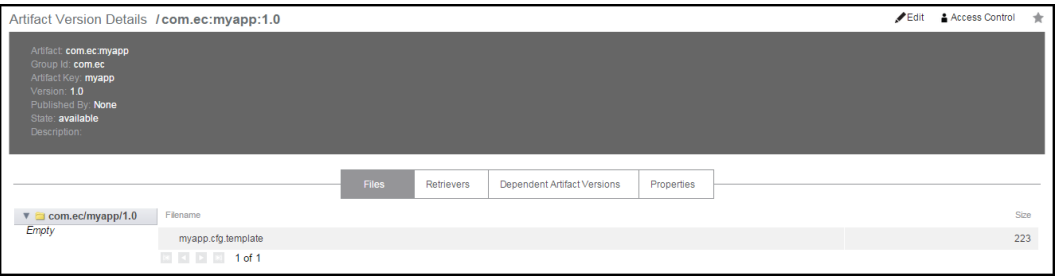 Artifact Version Details / com.ec:myapp:1.0
Edit
Access Control
Artifact: com.ec:myapp
Group Id: com.ec
Artifact Key: myapp
Version: 1.0
Published By: None
State: available
Description:
Files
Retrievers
Dependent Artifact Versions
Properties
com.ec/myapp/1.0
Empty
Filename
Size
myapp.cfg.template
223
1 of 1